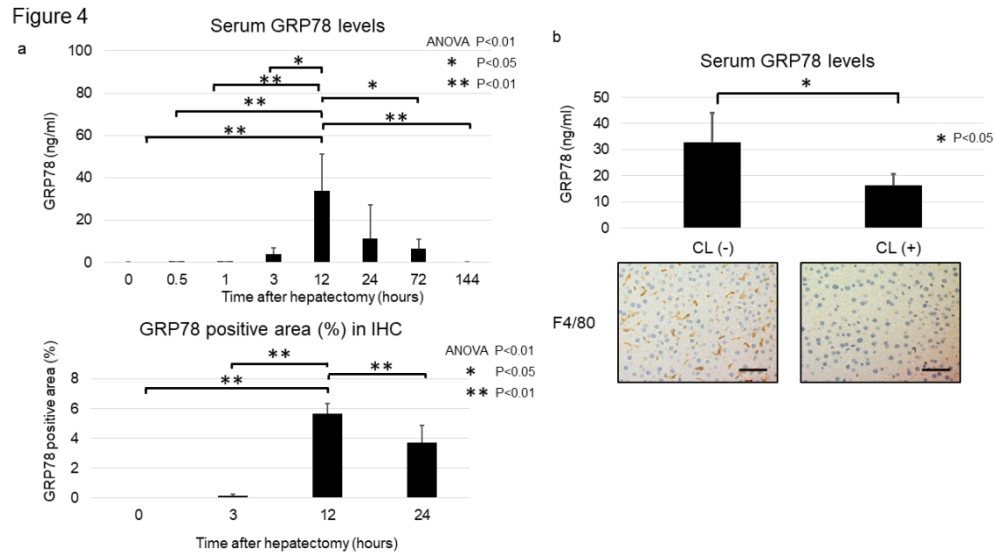 Figure 4
a
Serum GRP78 levels
ANOVA P<0.01
* P<0.05
** P<0.01
GRP78 (ng/ml)
100
80
60
40
20
0
*
**
*
**
**
**
0 0.5 1 3 12 24 72 144
Time after hepatectomy (hours)
GRP78 positive area (%) in IHC
ANOVA P<0.01
* P<0.05
** P<0.01
GRP78 positive area (%)
8
6
4
2
0
**
**
**
0 3 12 24
Time after hepatectomy (hours)
b
Serum GRP78 levels
*
* P<0.05
GRP78 (ng/ml)
50
40
30
20
10
0
CL (-) CL (+)
F4/80